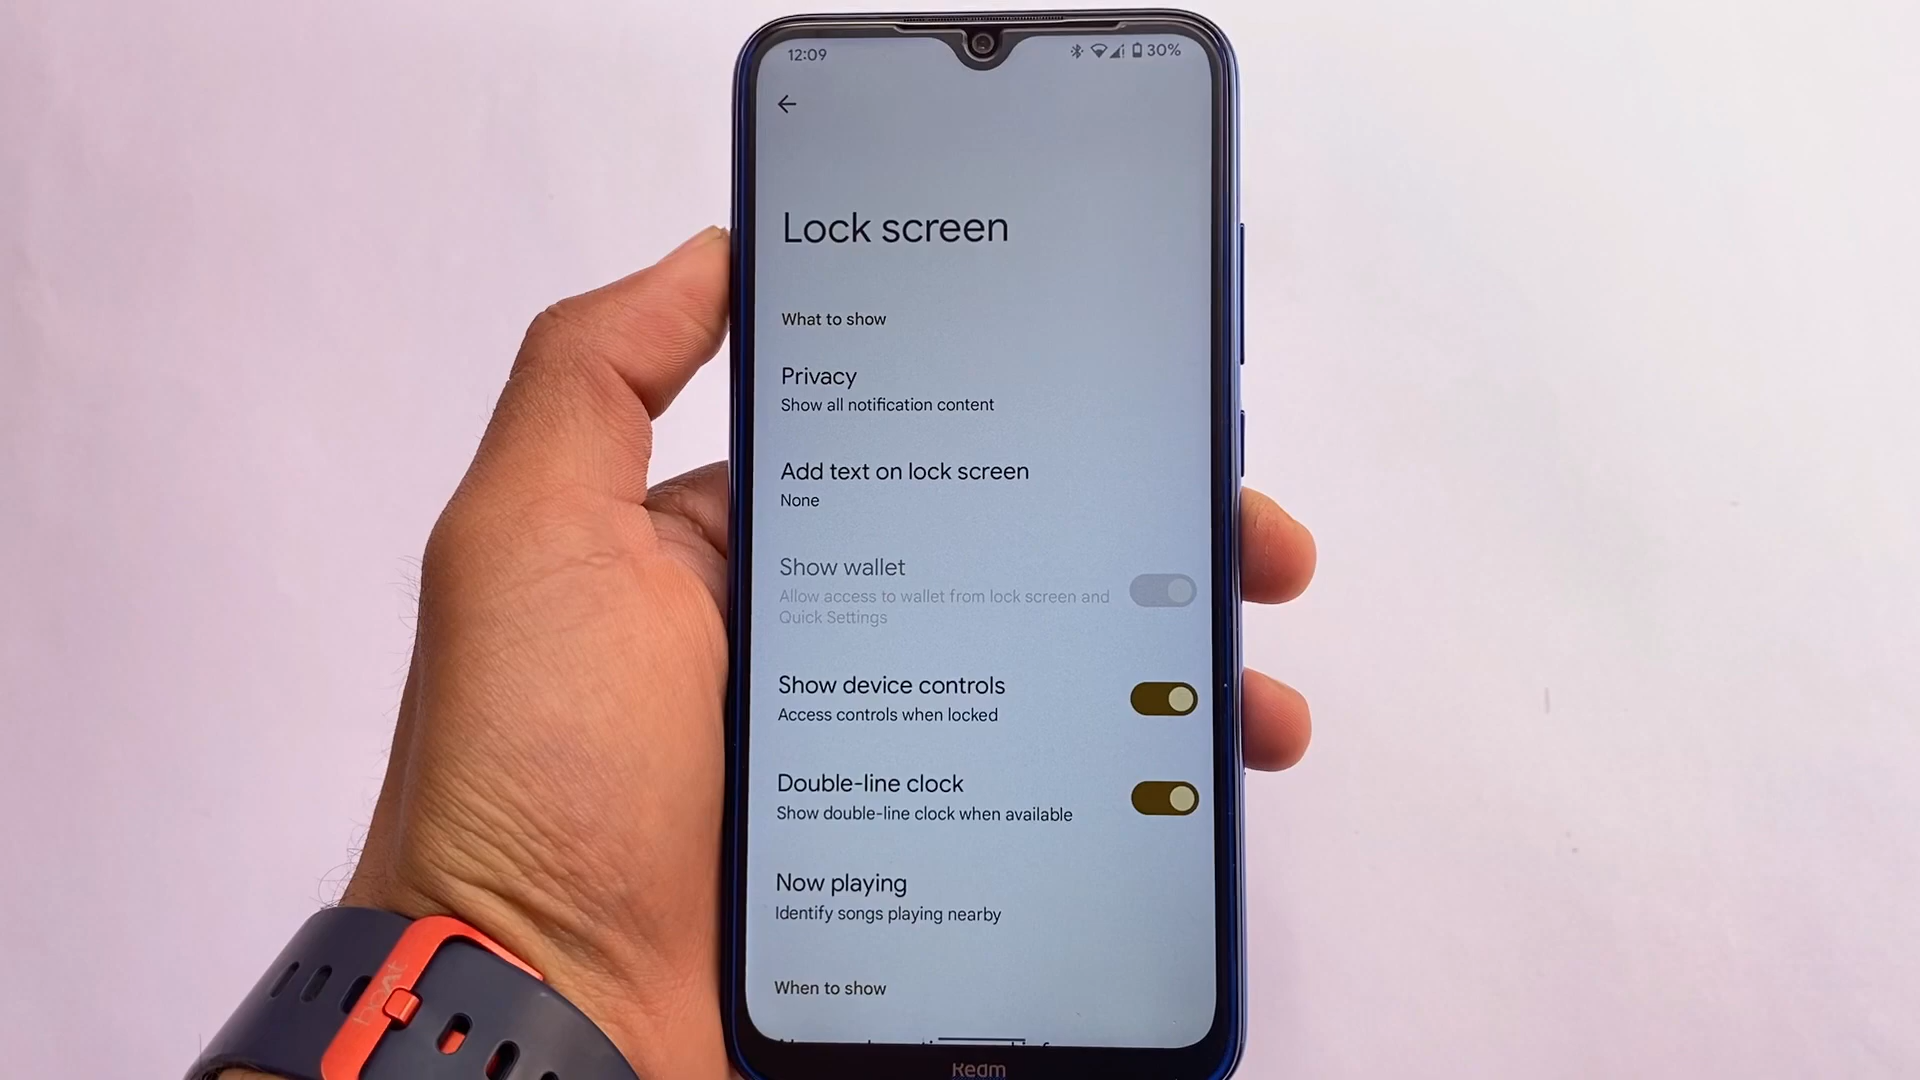 12:09
30%
Lock screen
What to show
Privacy
Show all notification content
Add text on lock screen
None
Show wallet
Allow access to wallet from lock screen and
Quick Settings
Show device controls
Access controls when locked
Double-line clock
Show double-line clock when available
Now playing
Identify songs playing nearby
When to show